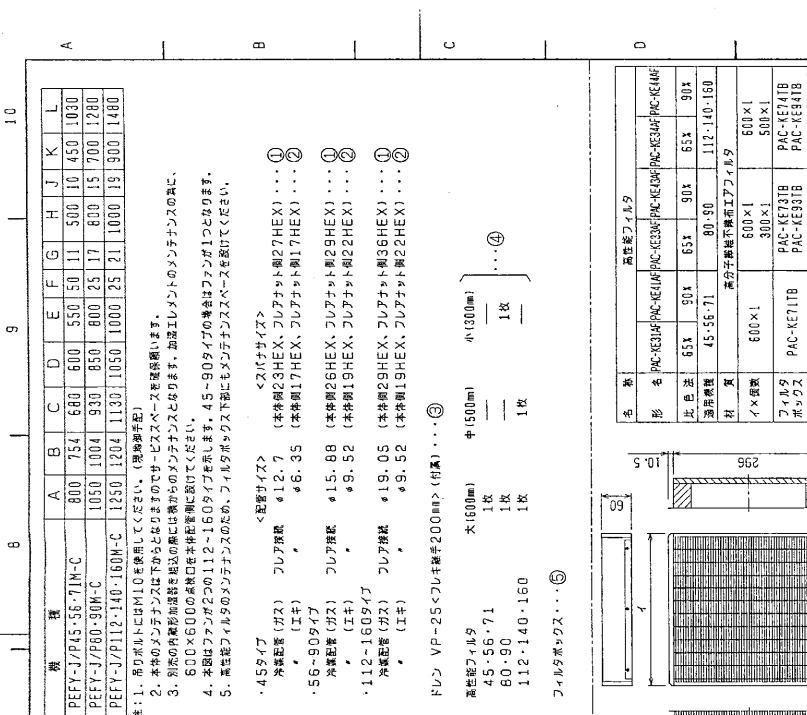 10
9
8
A
B
C
D
機種 A B C D E F G H J K L
PEFY-J/P45·56·71M-C 800 754 680 600 550 50 11 500 10 450 1030
PEFY-J/P80·90M-C 1050 1004 930 850 800 25 17 800 15 700 1280
PEFY-J/P112·140·160M-C 1250 1204 1130 1050 1000 25 21 1000 19 900 1480
注:1. 吊りボルトにはM10を使用してください。(現地御手配)
2. 本体のメンテナンスは下からとなりますのでサービススペースを確保願います。
3. 別売の内蔵形加湿器を組込の際には横からのメンテナンスとなります。加湿エレメントのメンテナンスの為に、
600×600の点検口を本体配管側に設けてください。
4. 本図はファンが2つの112~160タイプを示します。45~90タイプの場合はファンが1つとなります。
5. 高性能フィルタのメンテナンスのため、フィルタボックス下部にもメンテナンススペースを設けてください。
<配管サイズ> <スパナサイズ>
·45タイプ
冷媒配管(ガス) フレア接続 φ12.7 (本体側23HEX、フレアナット側27HEX)····①
〃 (エキ) 〃 φ6.35 (本体側17HEX、フレアナット側17HEX)····②
·56~90タイプ
冷媒配管(ガス) フレア接続 φ15.88 (本体側26HEX、フレアナット側29HEX)····①
〃 (エキ) 〃 φ9.52 (本体側19HEX、フレアナット側22HEX)····②
·112~160タイプ
冷媒配管(ガス) フレア接続 φ19.05 (本体側29HEX、フレアナット側36HEX)····①
〃 (エキ) 〃 φ9.52 (本体側19HEX、フレアナット側22HEX)····②
ドレン VP-25<フレキ継手200mm>(付属)···③
高性能フィルタ 大(600mm) 中(500mm) 小(300mm)
45·56·71 1枚 — —
80·90 1枚 — 1枚
112·140·160 1枚 1枚 —
···④
フィルタボックス···⑤
名称 高性能フィルタ
形名 PAC-KE31AF PAC-KE41AF PAC-KE33AF PAC-KE43AF PAC-KE34AF PAC-KE44AF
比色法 65% 90% 65% 90% 65% 90%
適用機種 45·56·71 80·90 112·140·160
材質 高分子繊維不織布エアフィルタ
イ×個数 600×1 600×1 300×1 600×1 500×1
フィルタボックス PAC-KE71TB PAC-KE73TB PAC-KE93TB PAC-KE74TB PAC-KE94TB
60
イ
10.5
296